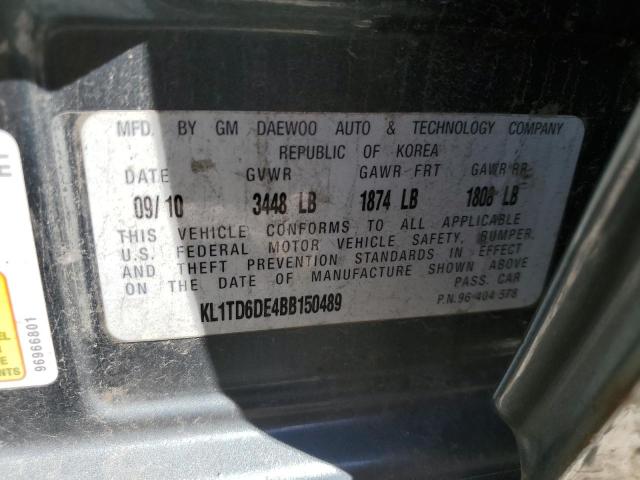 MFD. BY GM DAEWOO AUTO & TECHNOLOGY COMPANY
REPUBLIC OF KOREA
DATE GVWR GAWR FRT GAWR RR
09/10 3448 LB 1874 LB 1808 LB
THIS VEHICLE CONFORMS TO ALL APPLICABLE
U.S. FEDERAL MOTOR VEHICLE SAFETY, BUMPER,
AND THEFT PREVENTION STANDARDS IN EFFECT
ON THE DATE OF MANUFACTURE SHOWN ABOVE
PASS. CAR
KL1TD6DE4BB150489
P.N. 96 404 578
96966801